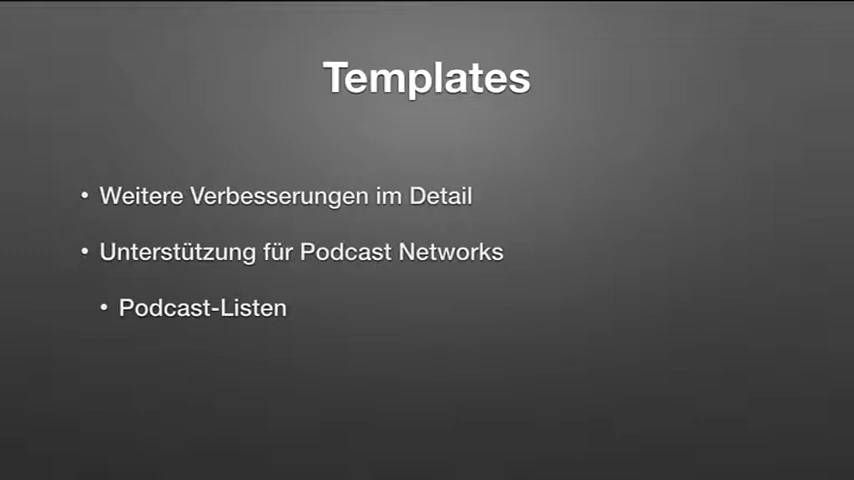 Templates
• Weitere Verbesserungen im Detail
• Unterstützung für Podcast Networks
• Podcast-Listen